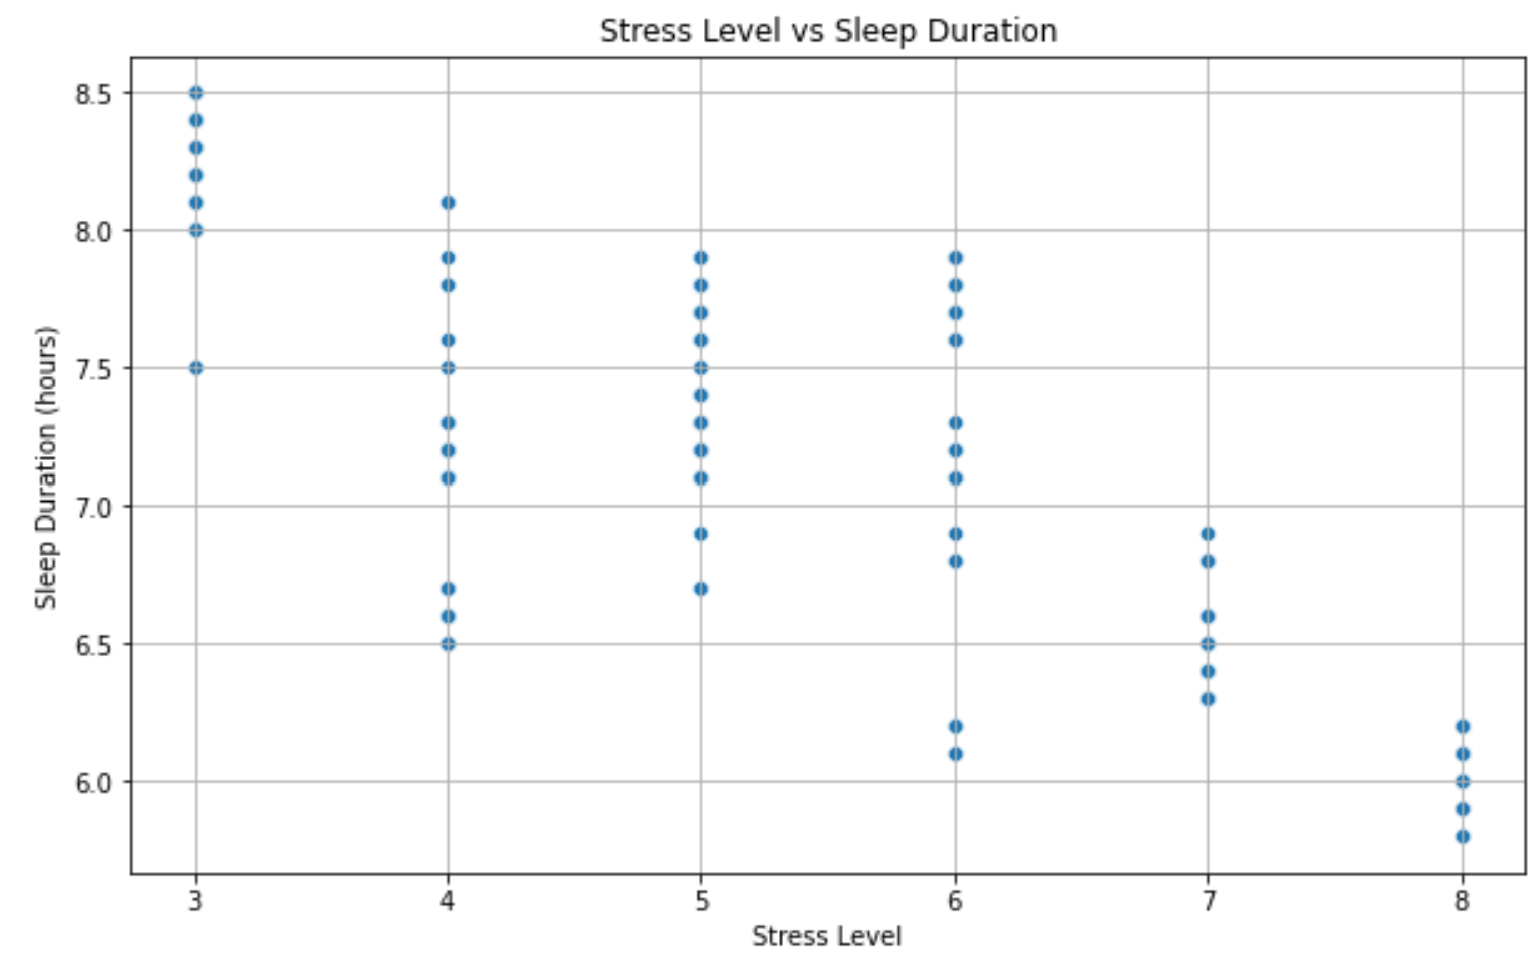 Stress Level vs Sleep Duration
8.5
8.0
7.5
7.0
6.5
6.0
Sleep Duration (hours)
3 4 5 6 7 8
Stress Level